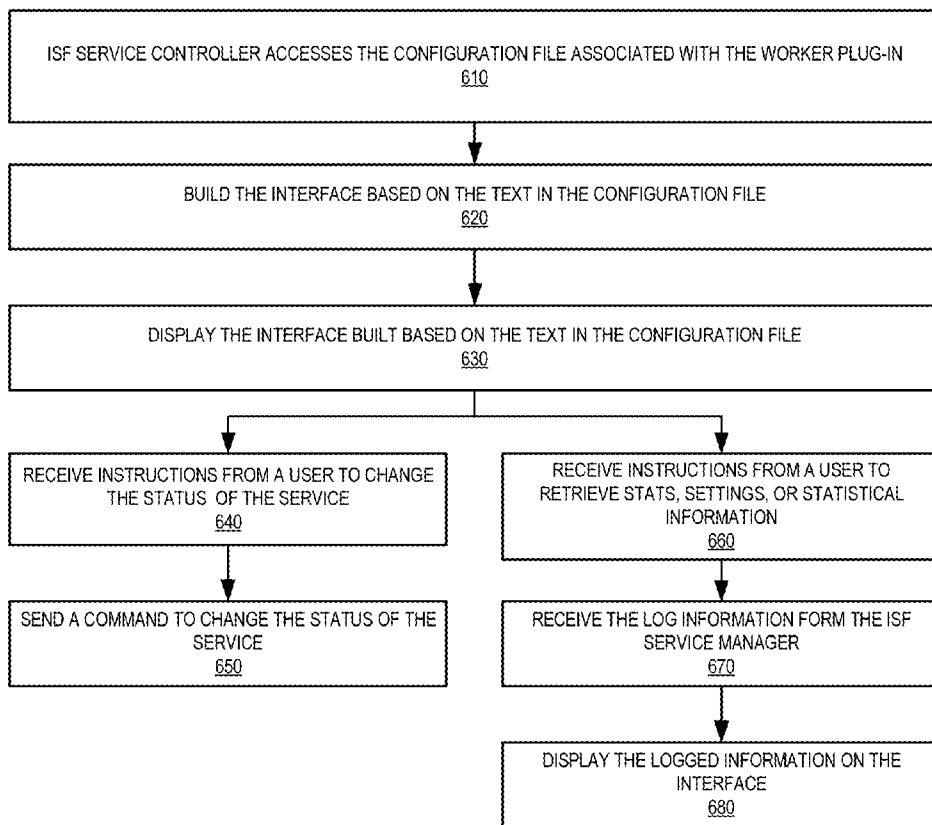 ISF SERVICE CONTROLLER ACCESSES THE CONFIGURATION FILE ASSOCIATED WITH THE WORKER PLUG-IN
610
BUILD THE INTERFACE BASED ON THE TEXT IN THE CONFIGURATION FILE
620
DISPLAY THE INTERFACE BUILT BASED ON THE TEXT IN THE CONFIGURATION FILE
630
RECEIVE INSTRUCTIONS FROM A USER TO CHANGE
THE STATUS OF THE SERVICE
640
SEND A COMMAND TO CHANGE THE STATUS OF THE
SERVICE
650
RECEIVE INSTRUCTIONS FROM A USER TO
RETRIEVE STATS, SETTINGS, OR STATISTICAL
INFORMATION
660
RECEIVE THE LOG INFORMATION FORM THE ISF
SERVICE MANAGER
670
DISPLAY THE LOGGED INFORMATION ON THE
INTERFACE
680